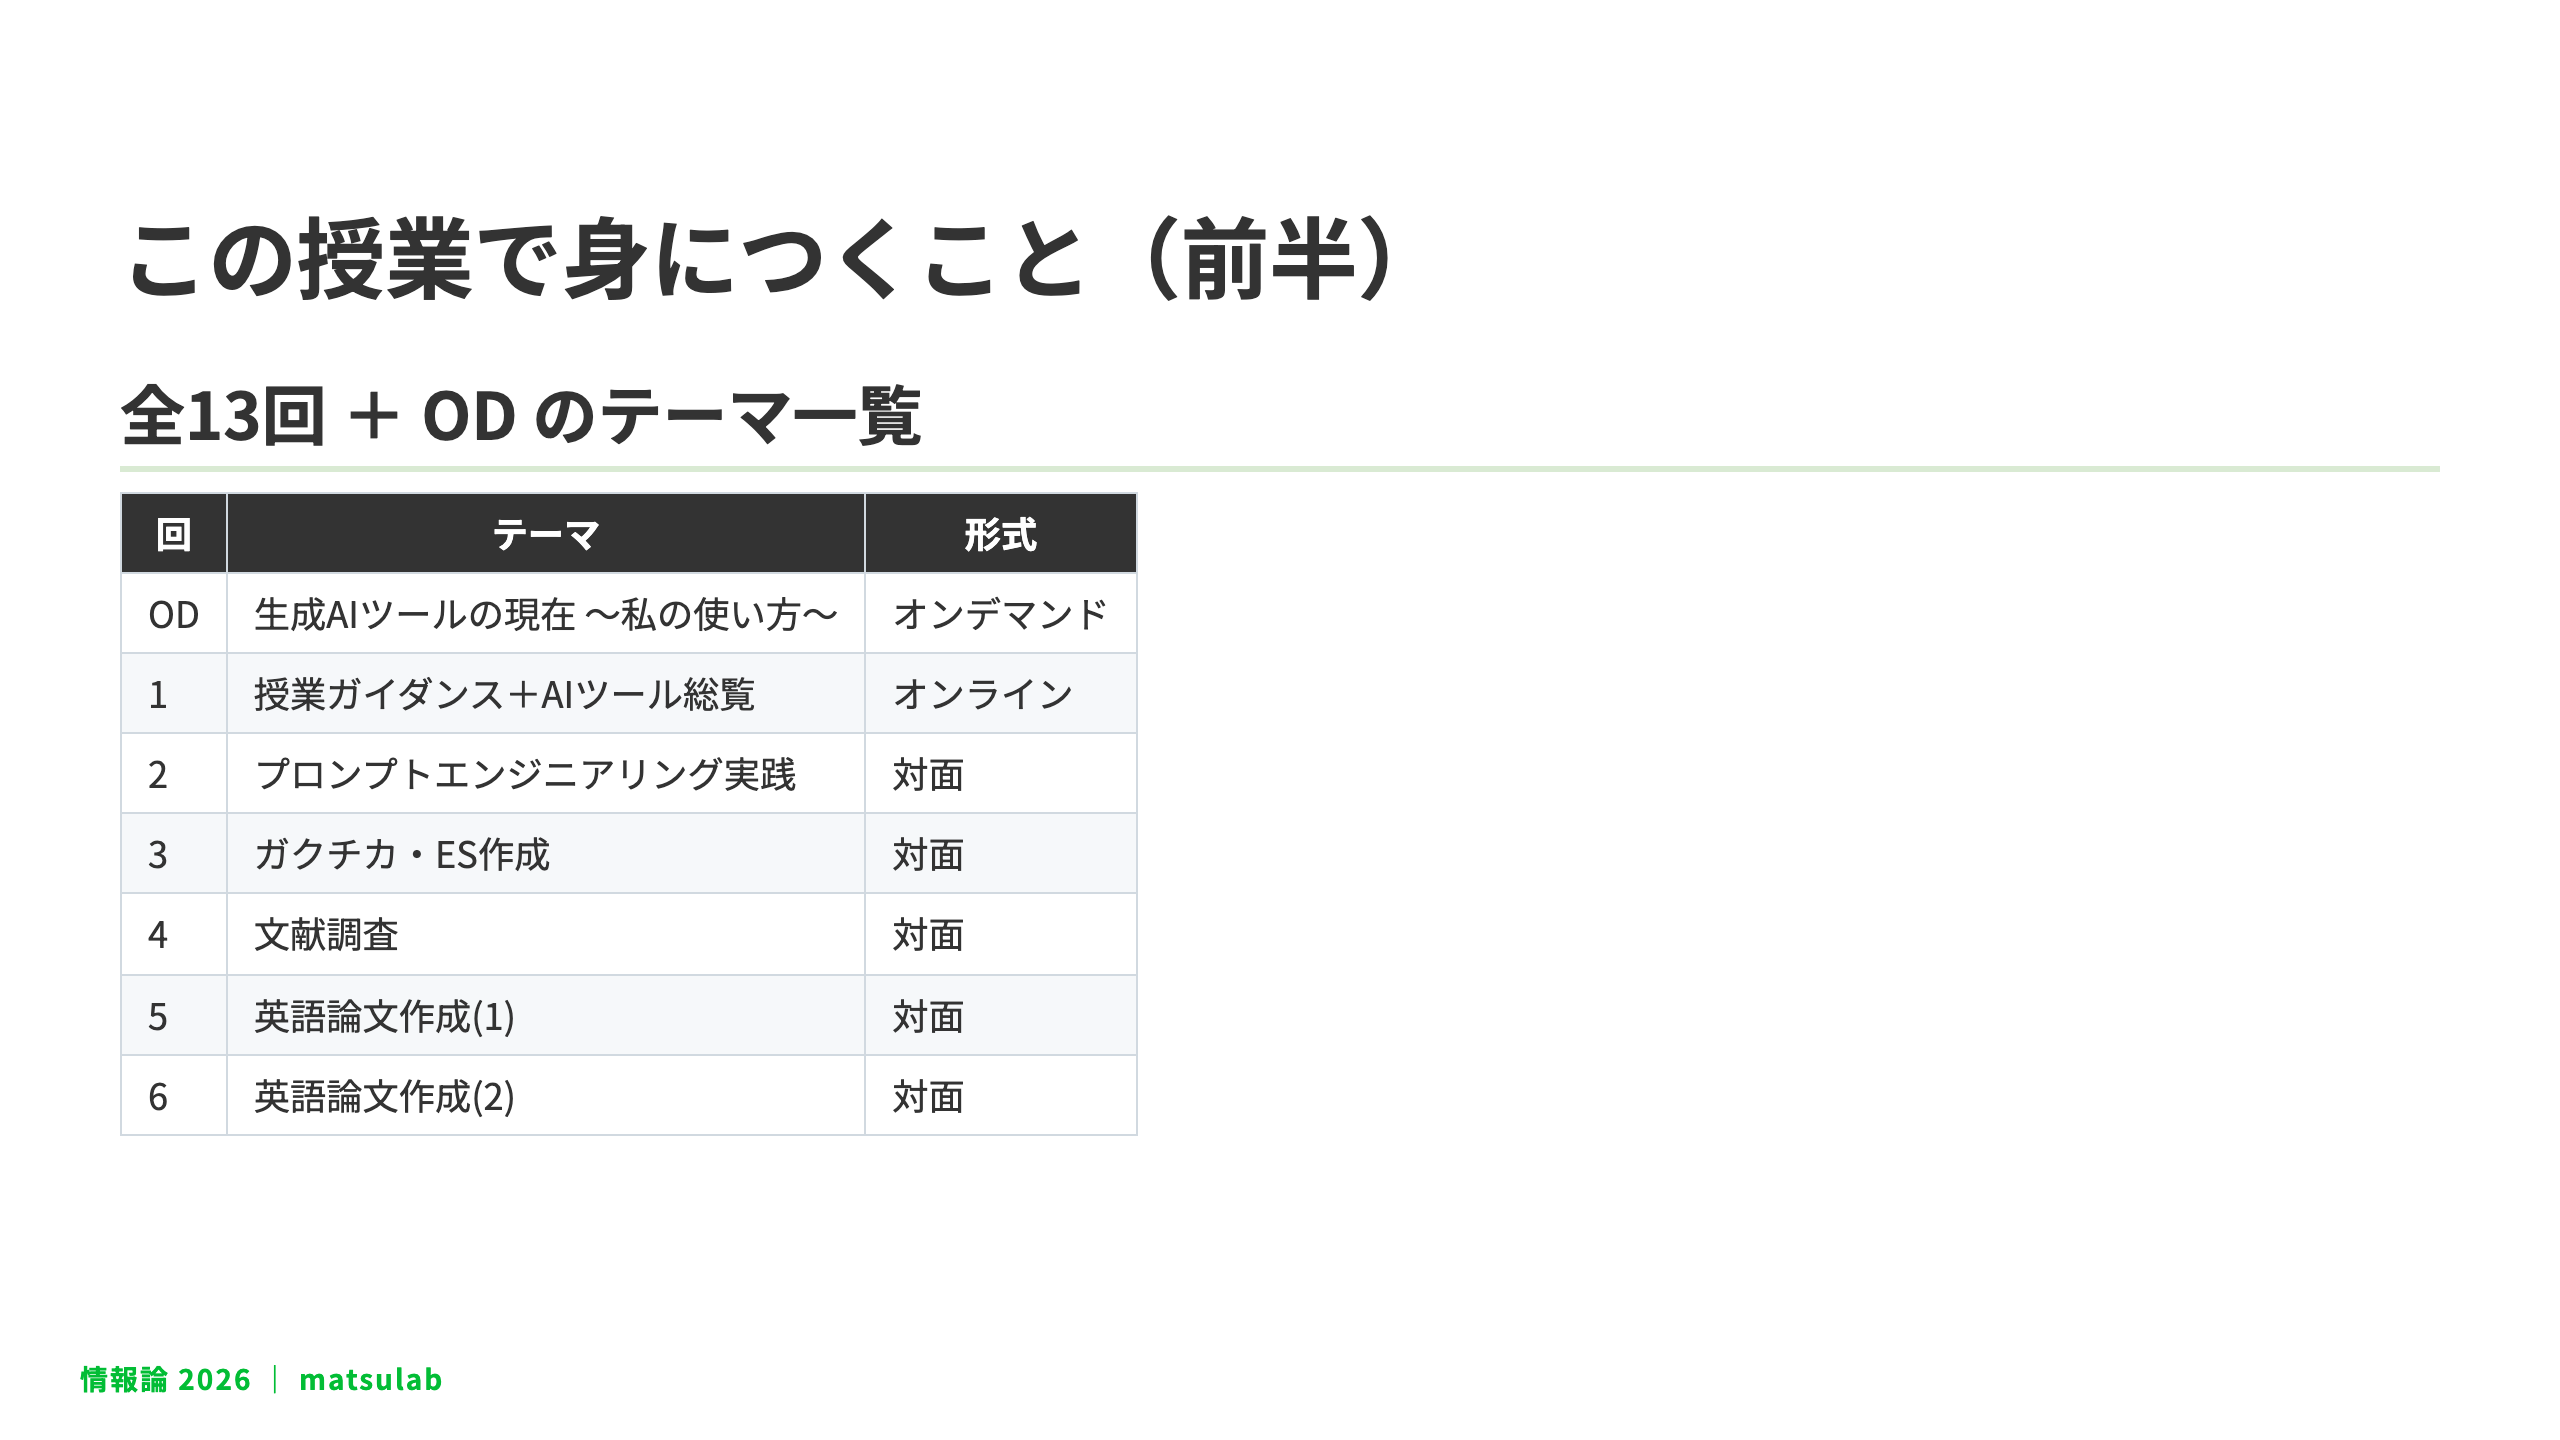 この授業で身につくこと（前半）
全13回 ＋ OD のテーマ一覧
回 テーマ 形式
OD 生成AIツールの現在 〜私の使い方〜 オンデマンド
1 授業ガイダンス＋AIツール総覧 オンライン
2 プロンプトエンジニアリング実践 対面
3 ガクチカ・ES作成 対面
4 文献調査 対面
5 英語論文作成(1) 対面
6 英語論文作成(2) 対面
情報論 2026 ｜ matsulab